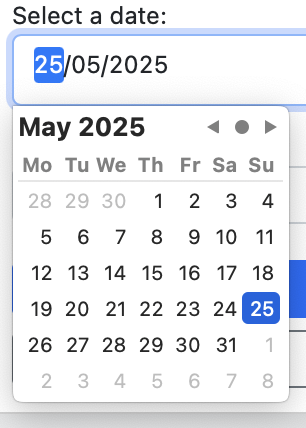 Select a date:
25/05/2025
May 2025
Mo Tu We Th Fr Sa Su
28 29 30 1 2 3 4
5 6 7 8 9 10 11
12 13 14 15 16 17 18
19 20 21 22 23 24 25
26 27 28 29 30 31 1
2 3 4 5 6 7 8